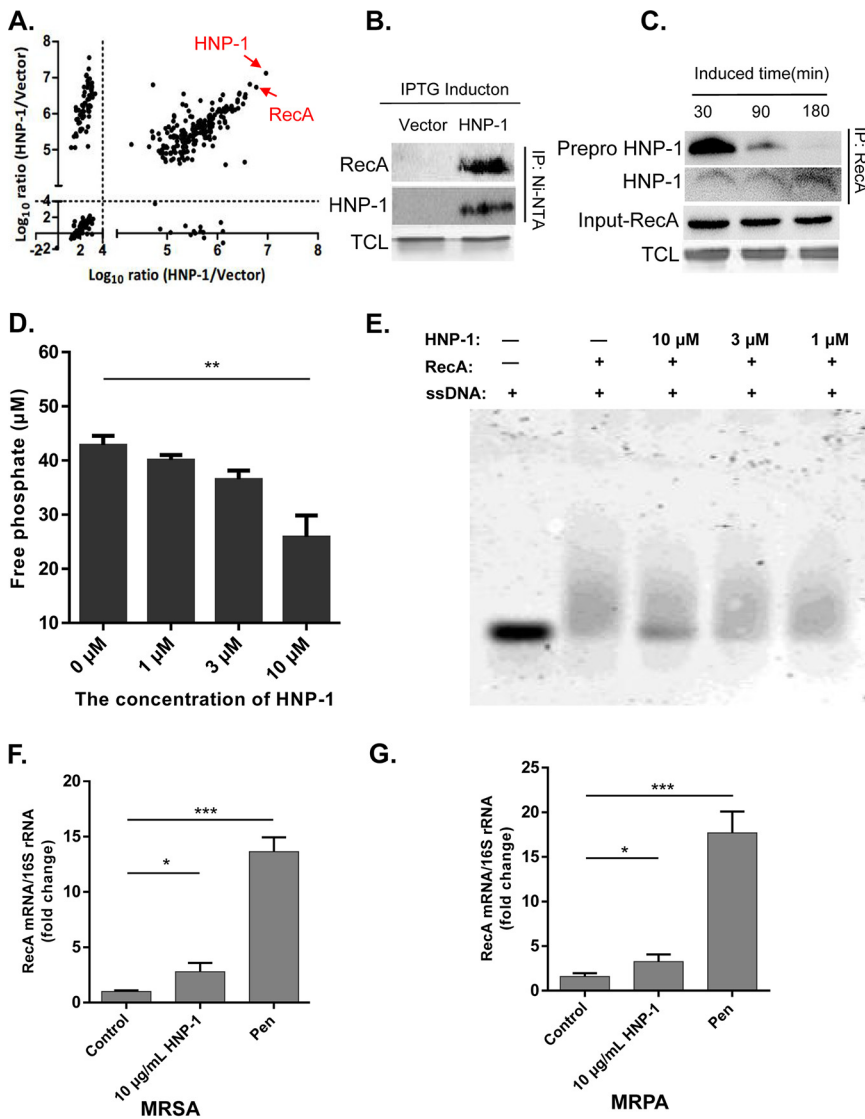 A.
Log10 ratio (HNP-1/Vector)
8
7
6
5
4
2
0
-2
-2
2
4
5
6
7
8
Log10 ratio (HNP-1/Vector)
HNP-1
RecA
B.
IPTG Inducton
Vector HNP-1
RecA
HNP-1
TCL
IP: Ni-NTA
C.
Induced time(min)
30 90 180
Prepro HNP-1
HNP-1
Input-RecA
TCL
IP: RecA
D.
Free phosphate (µM)
60
50
40
30
20
10
**
0 µM
1 µM
3 µM
10 µM
The concentration of HNP-1
E.
HNP-1: — — 10 µM 3 µM 1 µM
RecA: — + + + +
ssDNA: + + + + +
F.
RecA mRNA/16S rRNA
(fold change)
20
15
10
5
0
***
*
Control
10 µg/mL HNP-1
Pen
MRSA
G.
RecA mRNA/16S rRNA
(fold change)
25
20
15
10
5
0
***
*
Control
10 µg/mL HNP-1
Pen
MRPA